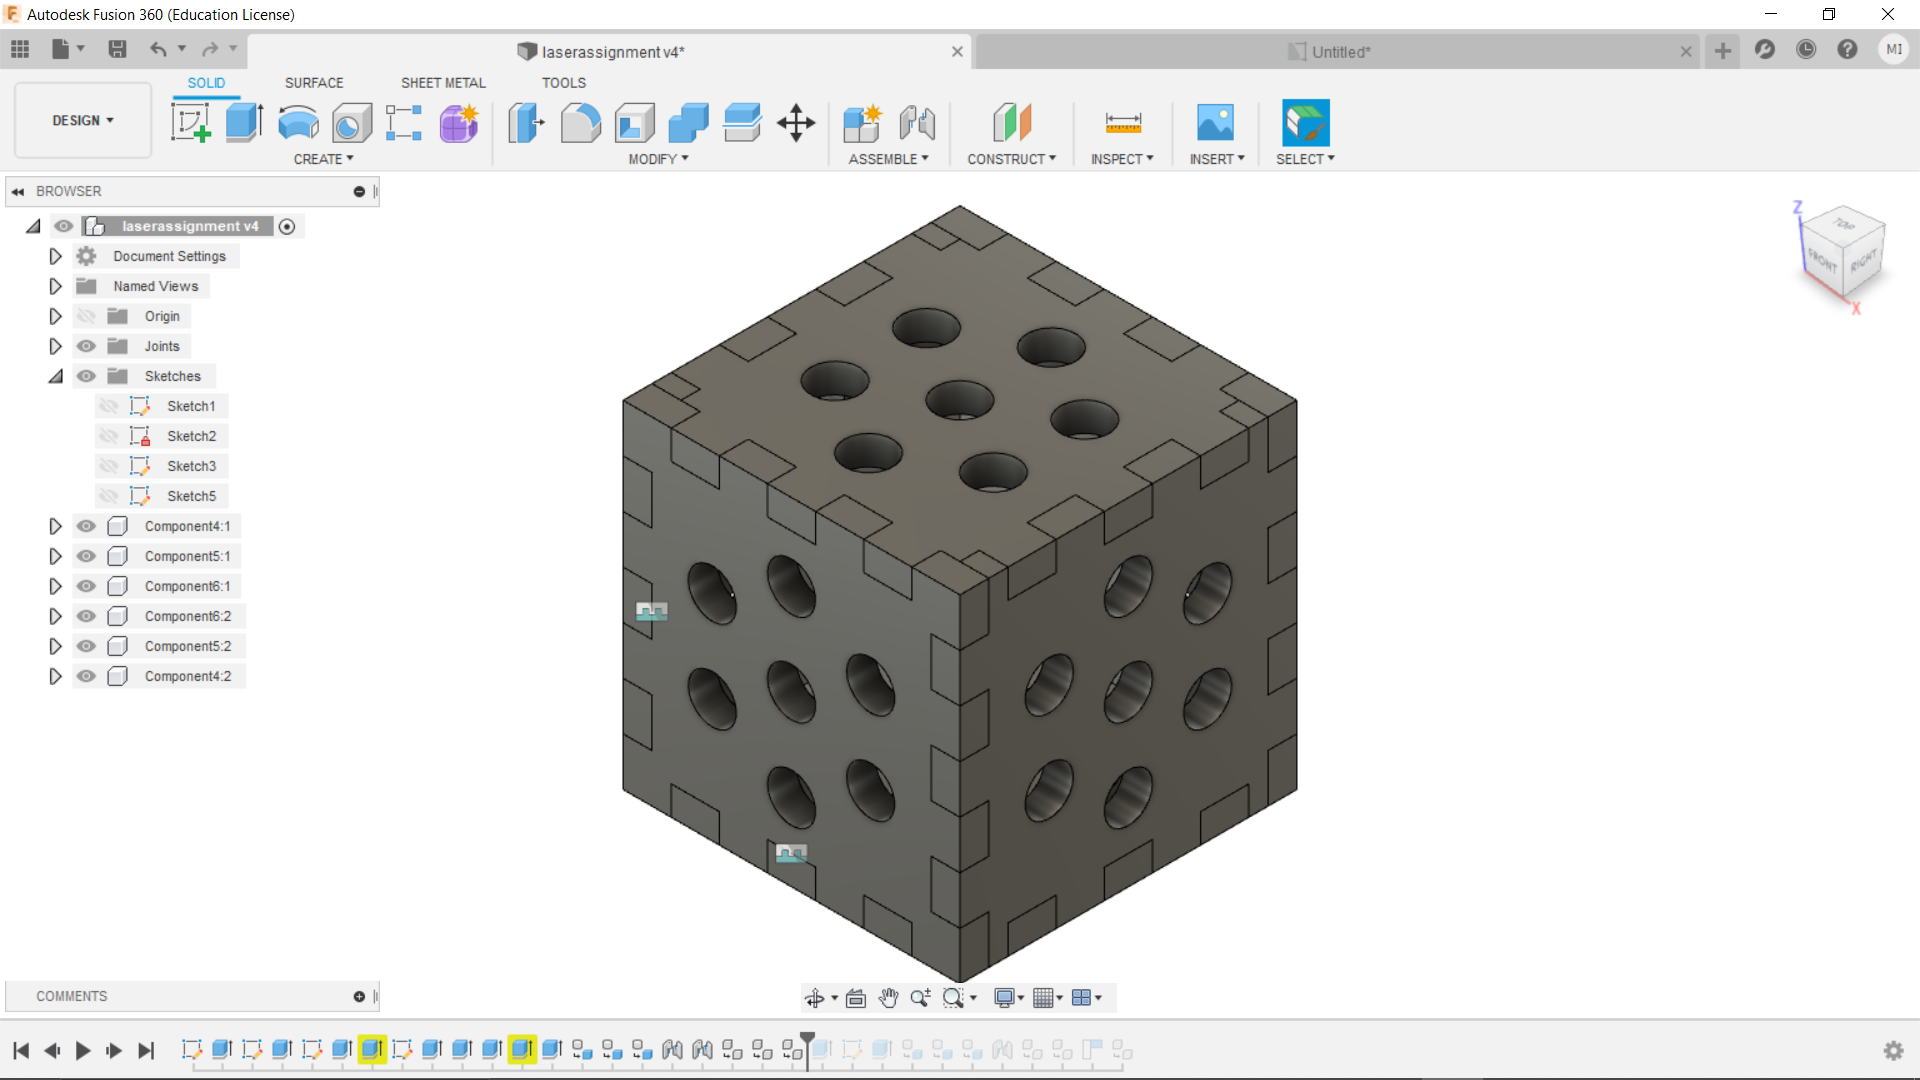 Autodesk Fusion 360 (Education License)
laserassignment v4*
Untitled*
MI
SOLID
SURFACE
SHEET METAL
TOOLS
DESIGN
CREATE
MODIFY
ASSEMBLE
CONSTRUCT
INSPECT
INSERT
SELECT
BROWSER
laserassignment v4
Document Settings
Named Views
Origin
Joints
Sketches
Sketch1
Sketch2
Sketch3
Sketch5
Component4:1
Component5:1
Component6:1
Component6:2
Component5:2
Component4:2
Z
TOP
FRONT
RIGHT
X
COMMENTS